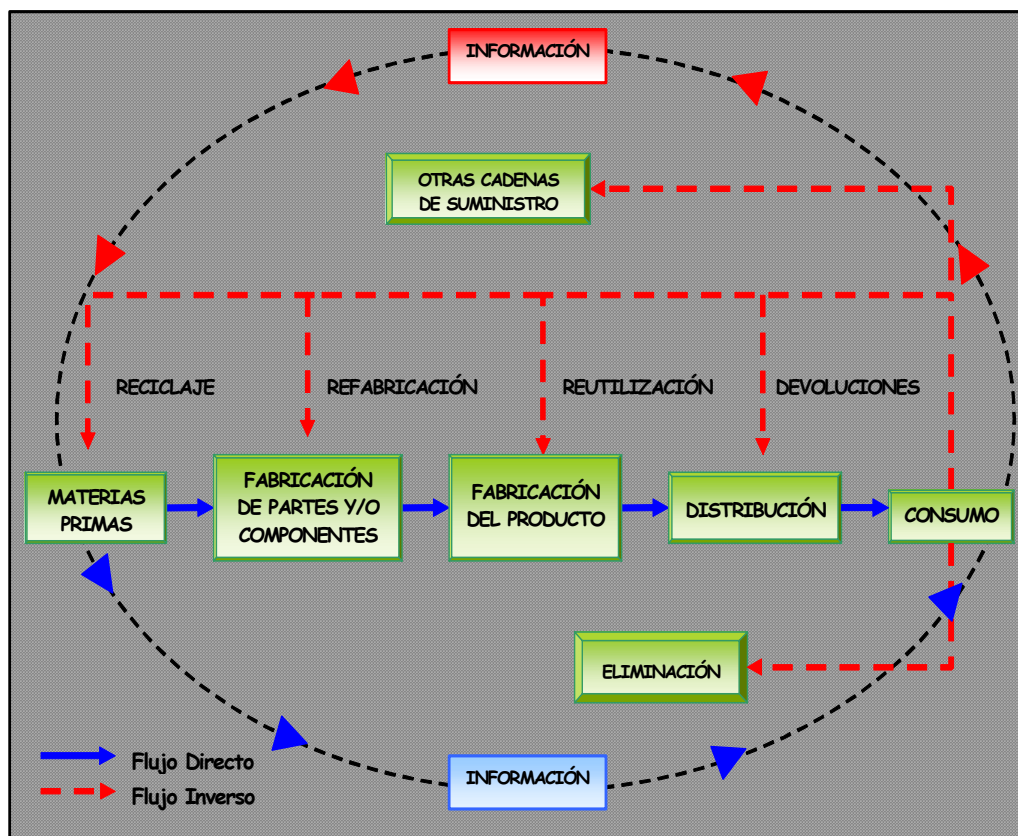 INFORMACIÓN
OTRAS CADENAS
DE SUMINISTRO
RECICLAJE
REFABRICACIÓN
REUTILIZACIÓN
DEVOLUCIONES
MATERIAS
PRIMAS
FABRICACIÓN
DE PARTES Y/O
COMPONENTES
FABRICACIÓN
DEL PRODUCTO
DISTRIBUCIÓN
CONSUMO
ELIMINACIÓN
INFORMACIÓN
Flujo Directo
Flujo Inverso